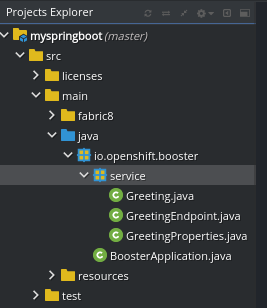 Projects Explorer
myspringboot (master)
src
licenses
main
fabric8
java
io.openshift.booster
service
Greeting.java
GreetingEndpoint.java
GreetingProperties.java
BoosterApplication.java
resources
test